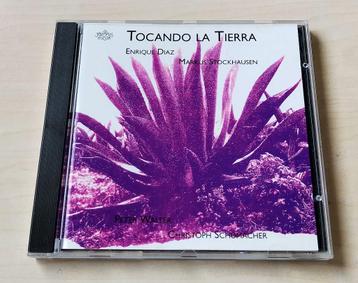 TOCANDO LA TIERRA
ENRIQUE DIAZ
MARKUS STOCKHAUSEN
PETER WALTER
CHRISTOPH SCHUMACHER